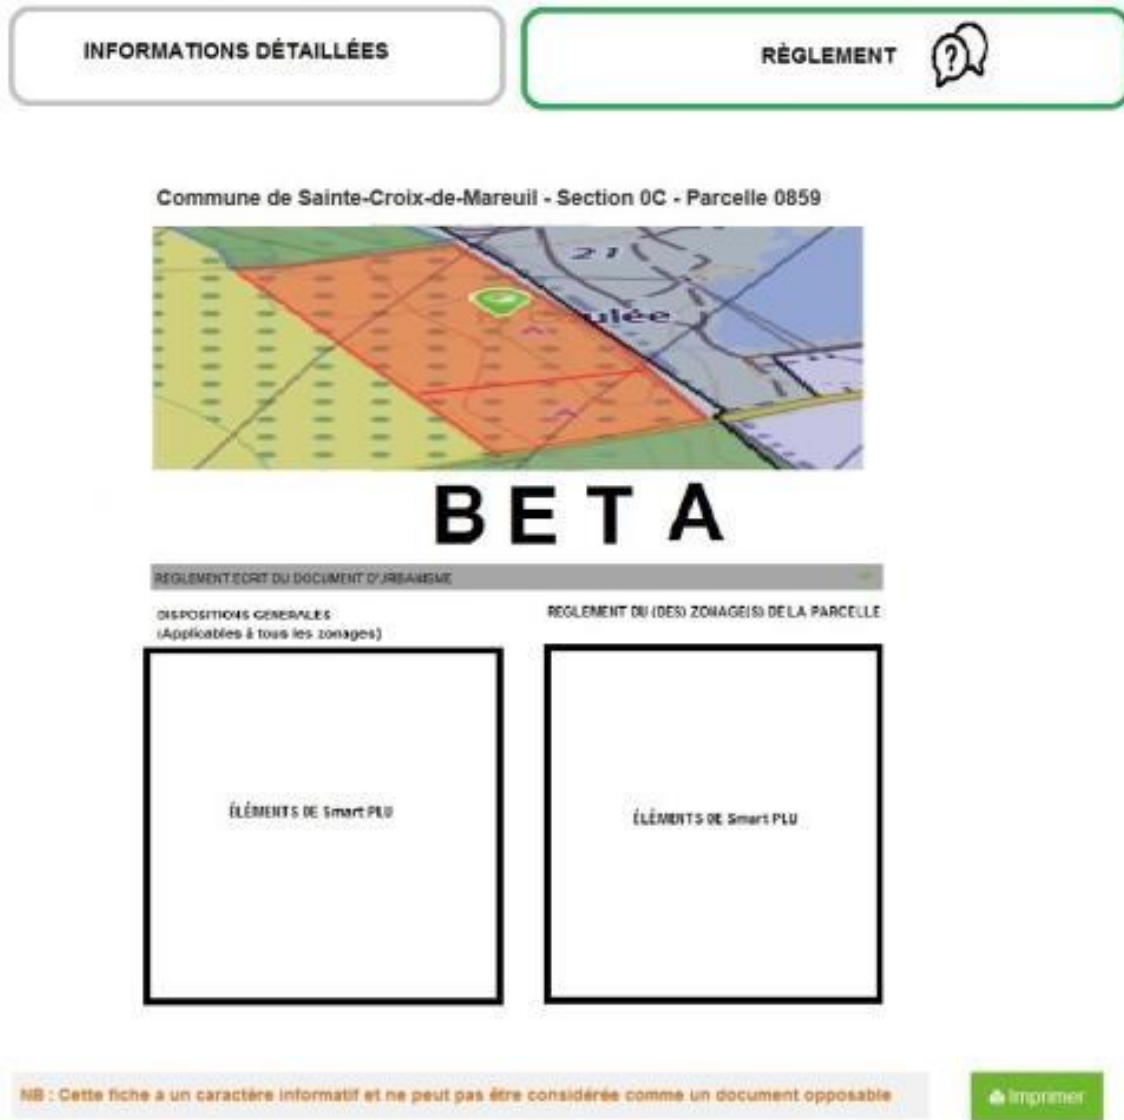 INFORMATIONS DÉTAILLÉES
RÈGLEMENT
?
Commune de Sainte-Croix-de-Mareuil - Section 0C - Parcelle 0859
21
ulée
BETA
REGLEMENT ECRIT DU DOCUMENT D'URBANISME
DISPOSITIONS GENERALES
(Applicables à tous les zonages)
REGLEMENT DU (DES) ZONAGE(S) DE LA PARCELLE
ÉLÉMENTS DE Smart PLU
ÉLÉMENTS DE Smart PLU
NB : Cette fiche a un caractère informatif et ne peut pas être considérée comme un document opposable
Imprimer